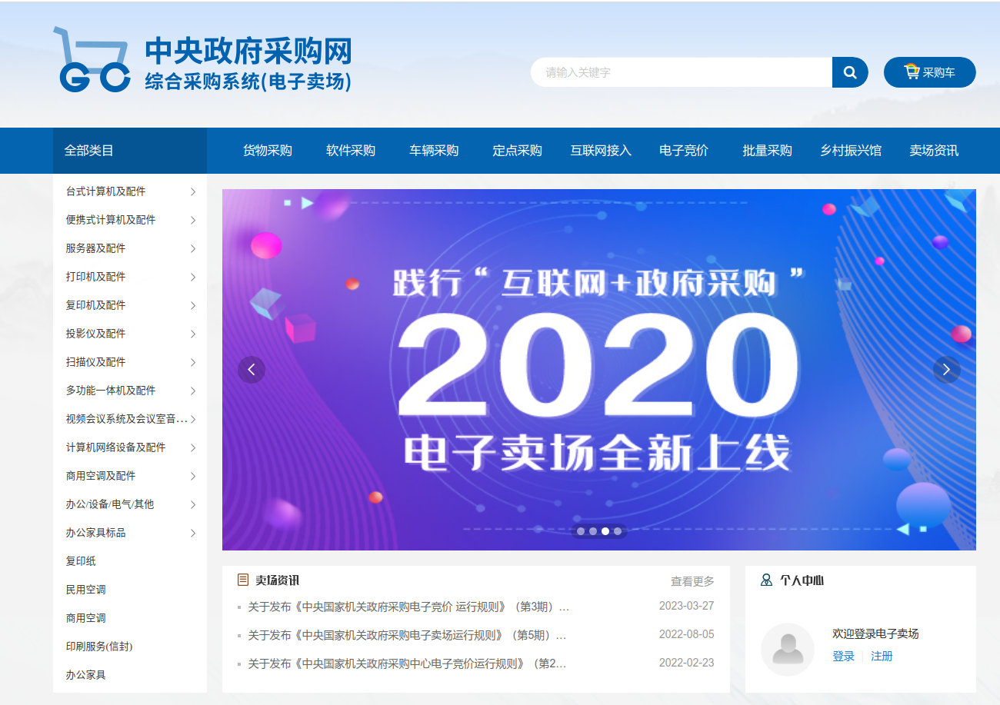 中央政府采购网
综合采购系统(电子卖场)
请输入关键字
采购车
全部类目
货物采购 软件采购 车辆采购 定点采购 互联网接入 电子竞价 批量采购 乡村振兴馆 卖场资讯
台式计算机及配件
便携式计算机及配件
服务器及配件
打印机及配件
复印机及配件
投影仪及配件
扫描仪及配件
多功能一体机及配件
视频会议系统及会议室音...
计算机网络设备及配件
商用空调及配件
办公/设备/电气/其他
办公家具标品
复印纸
民用空调
商用空调
印刷服务(信封)
办公家具
践行“互联网+政府采购”
2020
电子卖场全新上线
卖场资讯 查看更多
关于发布《中央国家机关政府采购电子竞价 运行规则》（第3期）… 2023-03-27
关于发布《中央国家机关政府采购电子卖场运行规则》（第5期）… 2022-08-05
关于发布《中央国家机关政府采购中心电子竞价运行规则》（第2… 2022-02-23
个人中心
欢迎登录电子卖场
登录 注册